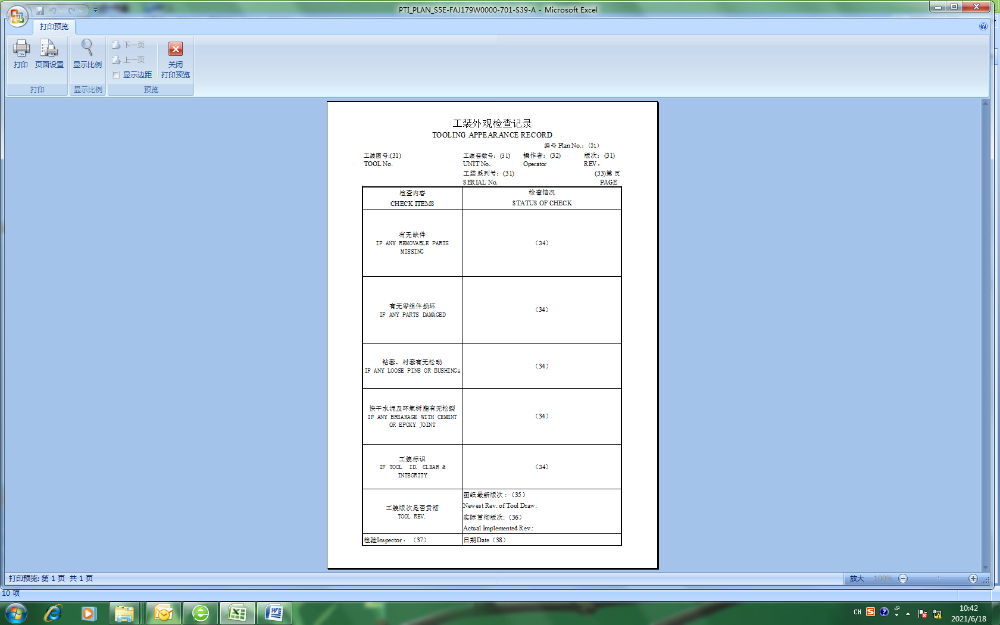 PTI_PLAN_S5E-FAJ179W0000-701-S39-A - Microsoft Excel
打印预览
打印
页面设置
显示比例
下一页
上一页
显示边距
关闭
打印预览
打印
显示比例
预览
工装外观检查记录
TOOLING APPEARANCE RECORD
编号 Plan No.: (31)
工装图号:(31) 工装套数号: (31) 操作者: (32) 版次: (31)
TOOL No. UNIT No. Operator REV :
工装系列号: (31) (33)第 页
SERIAL No. PAGE
检查内容 检查情况
CHECK ITEMS STATUS OF CHECK
有无缺件
IF ANY REMOVABLE PARTS
MISSING
(34)
有无零组件损坏
IF ANY PARTS DAMAGED
(34)
钻套、衬套有无松动
IF ANY LOOSE PINS OR BUSHINGs
(34)
快干水泥及环氧树脂有无松裂
IF ANY BREAKAGE WITH CEMENT
OR EPOXY JOINT
(34)
工装标识
IF TOOL ID. CLEAR &
INTEGRITY
(34)
工装版次是否贯彻
TOOL REV.
图纸最新版次:(35)
Newest Rev. of Tool Draw:
实际贯彻版次:(36)
Actual Implemented Rev.:
检验Inspector: (37) 日期Date(38)
打印预览: 第 1 页 共 1 页
放大 100%
10 项
CH
10:42
2021/6/18